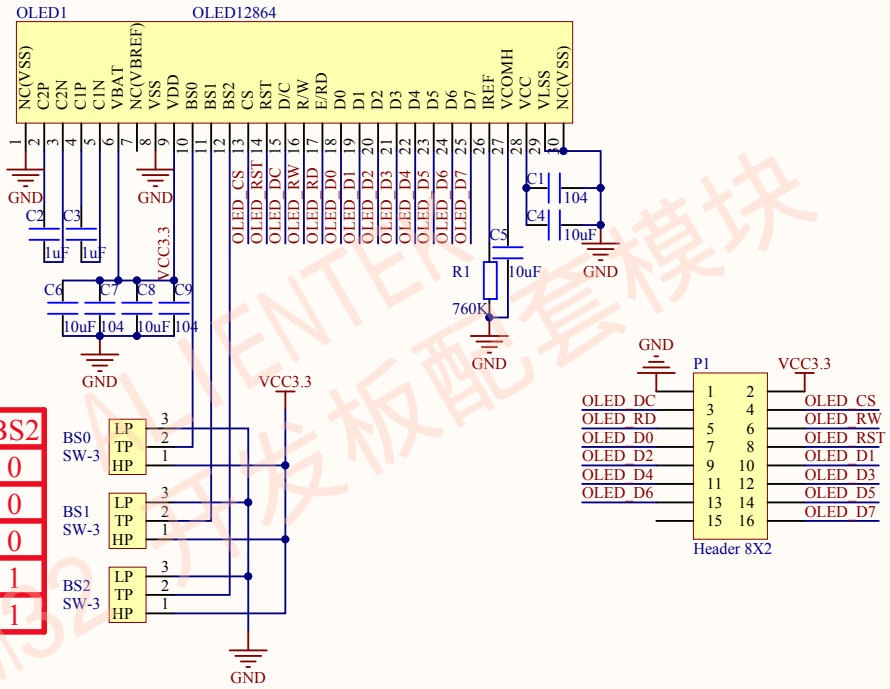 OLED1 OLED12864
NC(VSS)
C2P
C2N
C1P
C1N
VBAT
NC(VBREF)
VSS
VDD
BS0
BS1
BS2
CS
RST
D/C
R/W
E/RD
D0
D1
D2
D3
D4
D5
D6
D7
IREF
VCOMH
VCC
VLSS
NC(VSS)
1
2
3
4
5
6
7
8
9
10
11
12
13
14
15
16
17
18
19
20
21
22
23
24
25
26
27
28
29
30
GND
GND
OLED_CS
OLED_RST
OLED_DC
OLED_RW
OLED_RD
OLED_D0
OLED_D1
OLED_D2
OLED_D3
OLED_D4
OLED_D5
OLED_D6
OLED_D7
C1
104
C4
10uF
GND
C2
1uF
C3
1uF
VCC3.3
C5
10uF
R1
760K
GND
C6
10uF
C7
104
C8
10uF
C9
104
GND
VCC3.3
BS2
0
0
0
1
1
BS0
SW-3
LP 3
TP 2
HP 1
BS1
SW-3
LP 3
TP 2
HP 1
BS2
SW-3
LP 3
TP 2
HP 1
GND
GND
P1
VCC3.3
1 2
OLED_DC 3 4 OLED_CS
OLED_RD 5 6 OLED_RW
OLED_D0 7 8 OLED_RST
OLED_D2 9 10 OLED_D1
OLED_D4 11 12 OLED_D3
OLED_D6 13 14 OLED_D5
15 16 OLED_D7
Header 8X2
ALIENTEK
M32 开发板配套模块